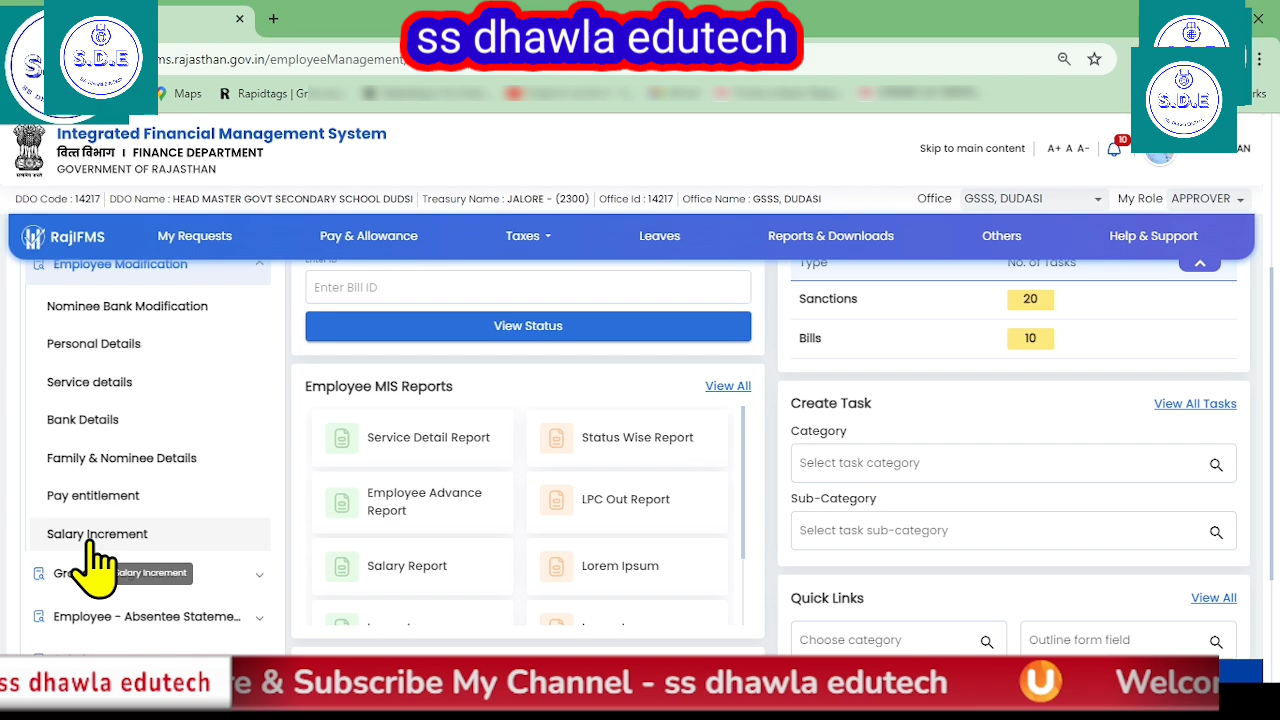 ss dhawla edutech
S.D.E
S.D.E
ms.rajasthan.gov.in/employeeManagement
Maps
Rapidtags | Gr
Integrated Financial Management System
वित्त विभाग । FINANCE DEPARTMENT
GOVERNMENT OF RAJASTHAN
Skip to main content
A+ A A-
10
AN
DDO Code : 14217 DDO Name : HEAD MASTER GOVT SECONDARY SCHOOL DUDSI Treasury Name : JALORE - (2300) Office Id : 14217 Office Name : GSSS, DUDASI
Office GSSS, DUDASI
My Role APPROVER
RajIFMS
My Requests
Pay & Allowance
Taxes
Leaves
Reports & Downloads
Others
Help & Support
Employee Modification
Nominee Bank Modification
Personal Details
Service details
Bank Details
Family & Nominee Details
Pay entitlement
Salary Increment
Salary Increment
Employee - Absentee Stateme...
Enter ID
Enter Bill ID
View Status
Employee MIS Reports
View All
Service Detail Report
Status Wise Report
Employee Advance
Report
LPC Out Report
Salary Report
Lorem Ipsum
Type
No. of Tasks
Sanctions
20
Bills
10
Create Task
View All Tasks
Category
Select task category
Sub-Category
Select task sub-category
Quick Links
View All
Choose category
Outline form field
ss dhawla edutech
e & Subscribe My Channel - ss dhawla edutech
Welco